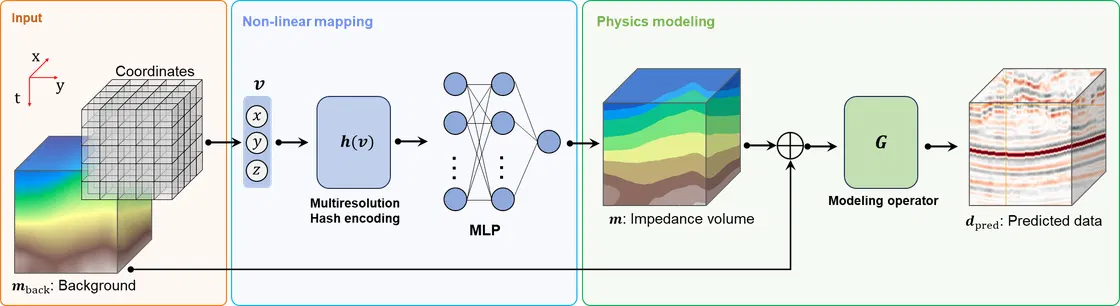 Input
Non-linear mapping
Physics modeling
x
y
t
Coordinates
v
x
y
z
h(v)
Multiresolution
Hash encoding
MLP
G
Modeling operator
m: Impedance volume
d_pred: Predicted data
m_back: Background